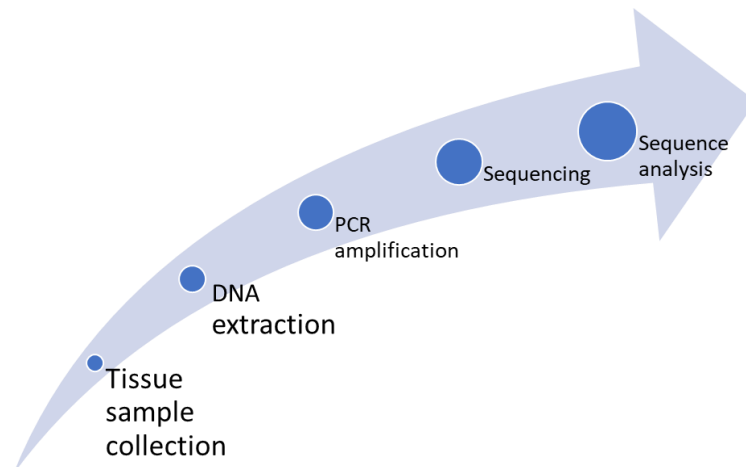 Tissue
sample
collection
DNA
extraction
PCR
amplification
Sequencing
Sequence
analysis